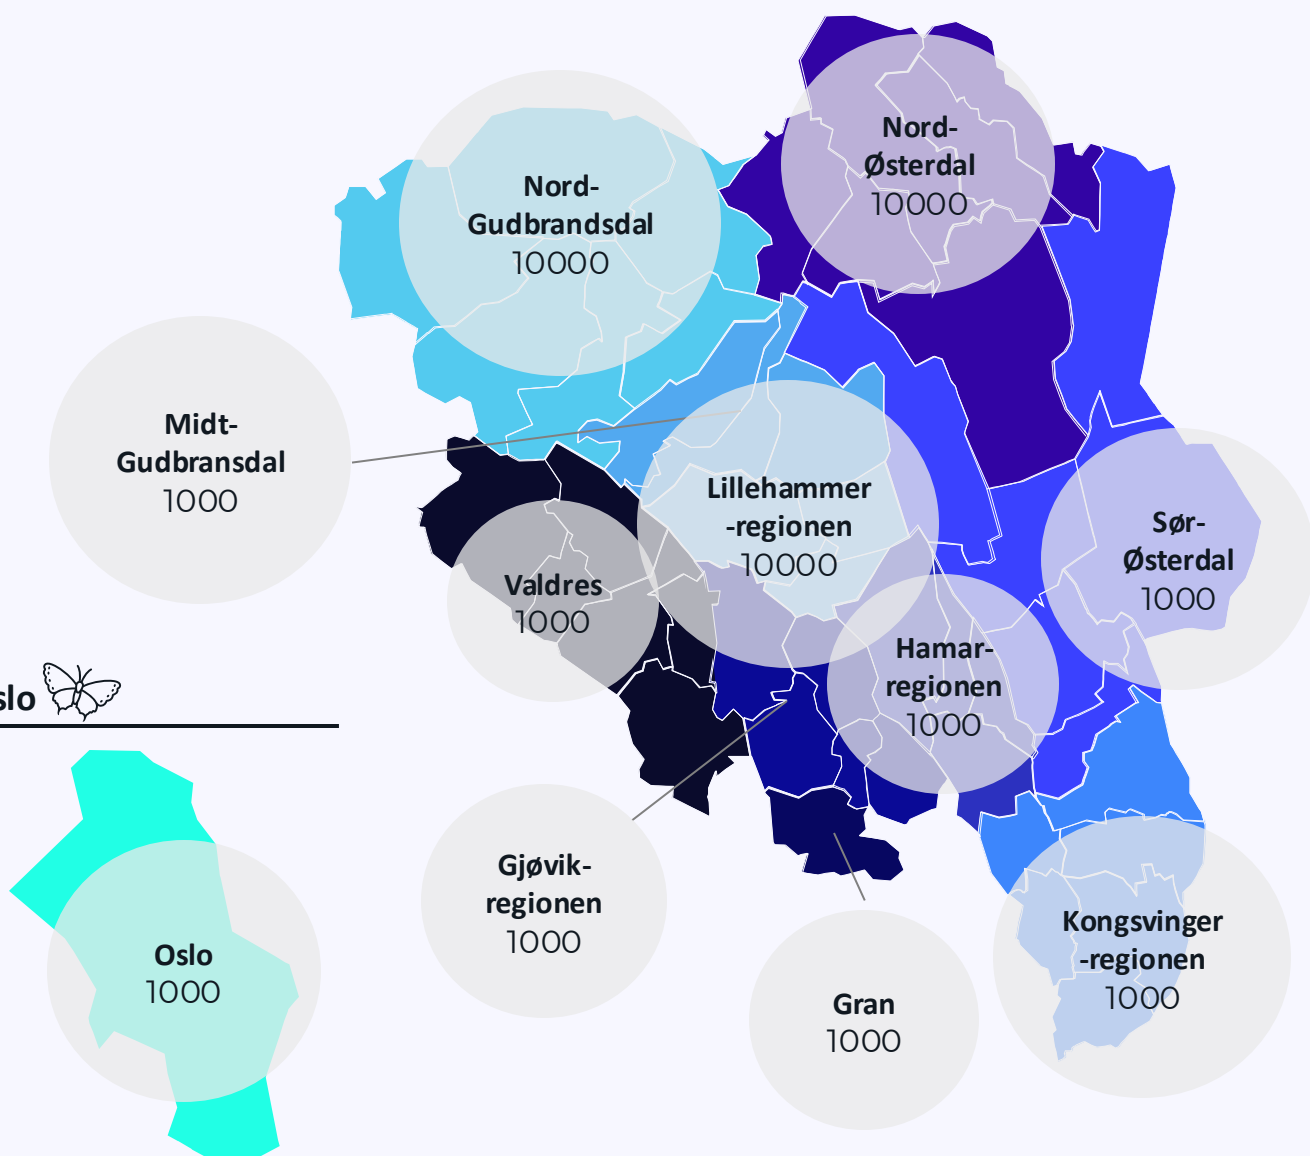 Nord-
Østerdal
10000
Nord-
Gudbrandsdal
10000
Midt-
Gudbransdal
1000
Lillehammer
-regionen
10000
Sør-
Østerdal
1000
Valdres
1000
Hamar-
regionen
1000
slo
Gjøvik-
regionen
1000
Kongsvinger
-regionen
1000
Oslo
1000
Gran
1000